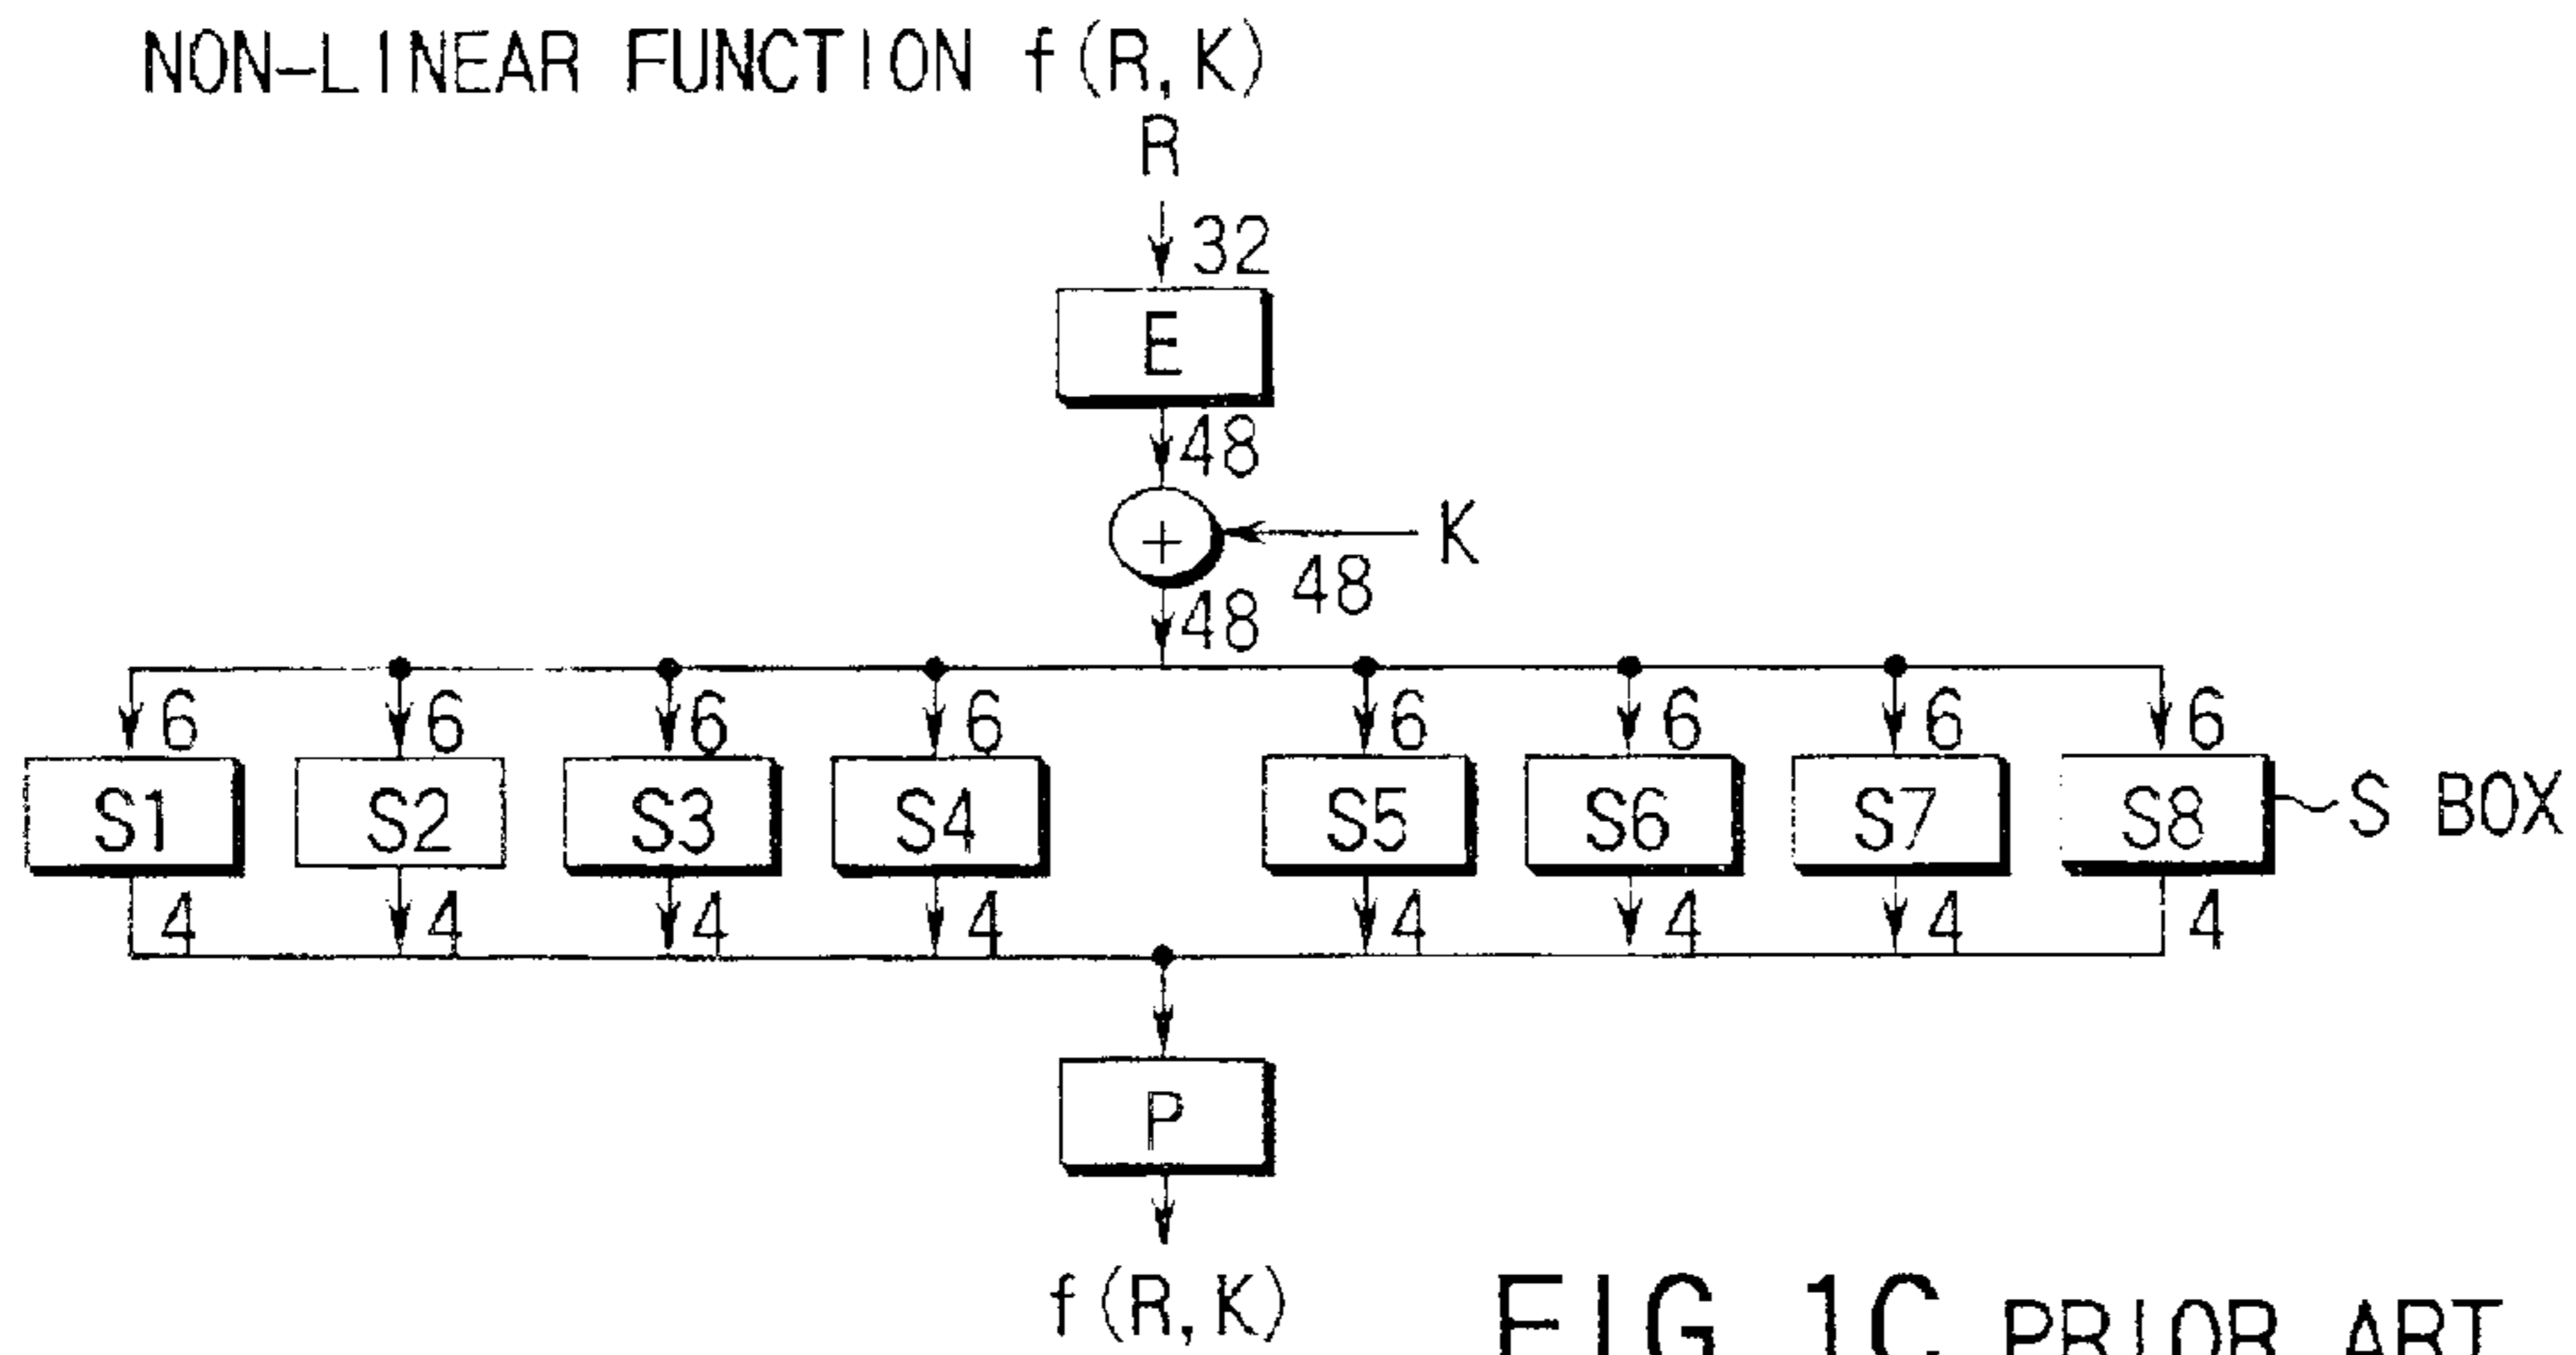 NON-LINEAR FUNCTION f(R,K)
R
32
E
48
+
K
48
48
6 6 6 6 6 6 6 6
S1 S2 S3 S4 S5 S6 S7 S8 S BOX
4 4 4 4 4 4 4 4
P
f(R,K)
FIG 1C PRIOR ART